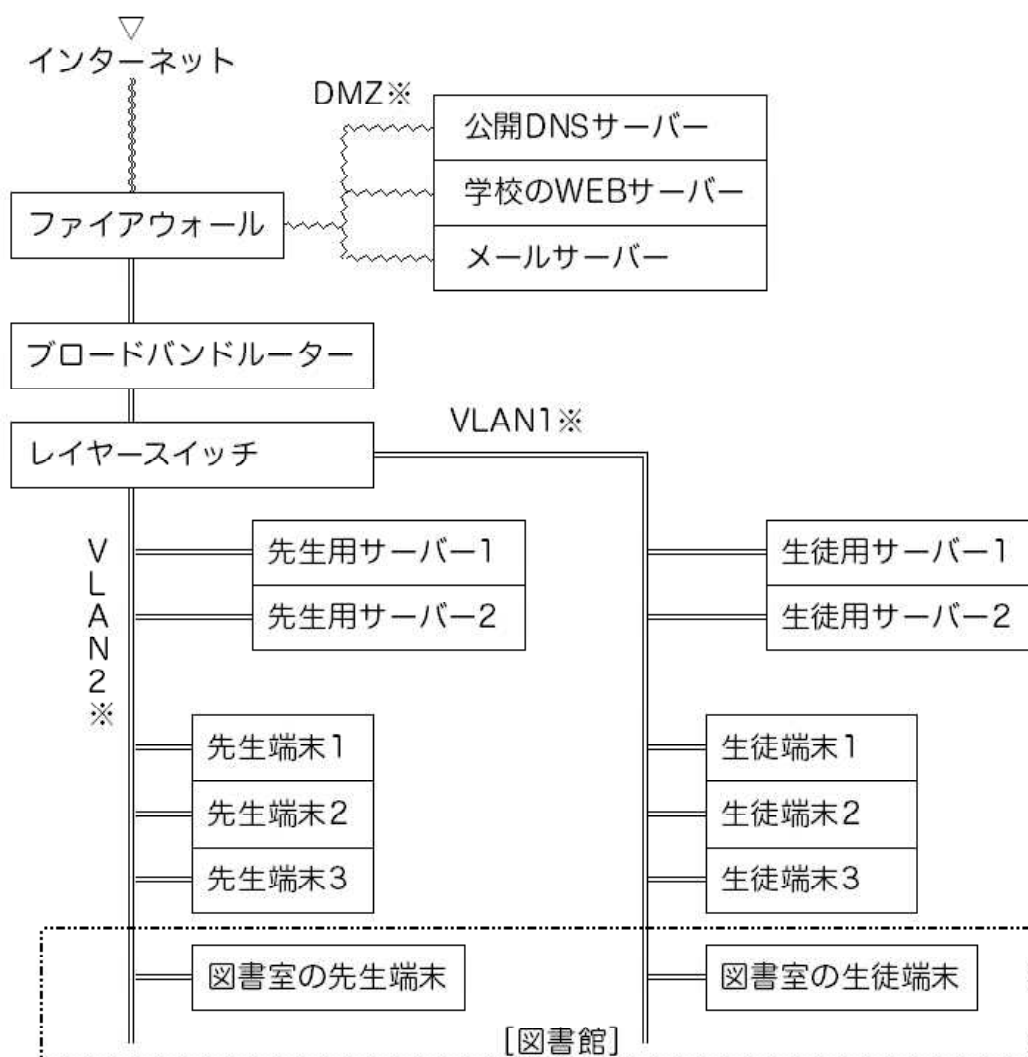 ▽
インターネット
DMZ※
公開DNSサーバー
学校のWEBサーバー
メールサーバー
ファイアウォール
ブロードバンドルーター
レイヤースイッチ
VLAN1※
VLAN2※
先生用サーバー1
先生用サーバー2
生徒用サーバー1
生徒用サーバー2
先生端末1
先生端末2
先生端末3
生徒端末1
生徒端末2
生徒端末3
図書室の先生端末
図書室の生徒端末
[図書館]